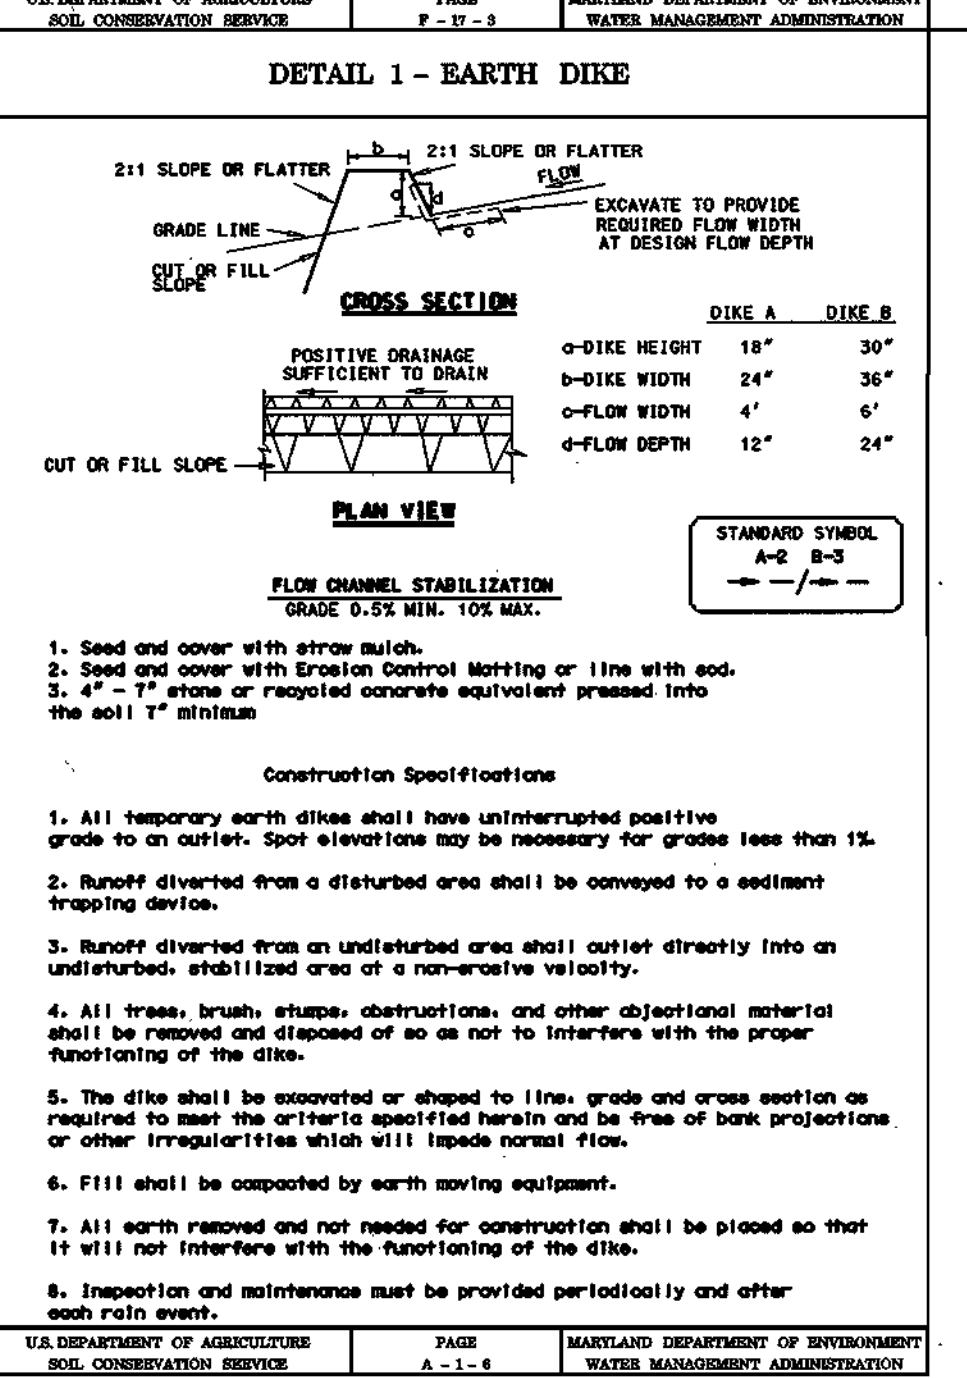 U.S. DEPARTMENT OF AGRICULTURE
SOIL CONSERVATION SERVICE
PAGE
F - 17 - 3
MARYLAND DEPARTMENT OF ENVIRONMENT
WATER MANAGEMENT ADMINISTRATION
DETAIL 1 - EARTH DIKE
b
2:1 SLOPE OR FLATTER
2:1 SLOPE OR FLATTER
FLOW
a
d
c
EXCAVATE TO PROVIDE
REQUIRED FLOW WIDTH
AT DESIGN FLOW DEPTH
GRADE LINE
CUT OR FILL
SLOPE
CROSS SECTION
DIKE A DIKE B
a-DIKE HEIGHT 18" 30"
b-DIKE WIDTH 24" 36"
c-FLOW WIDTH 4' 6'
d-FLOW DEPTH 12" 24"
POSITIVE DRAINAGE
SUFFICIENT TO DRAIN
CUT OR FILL SLOPE
PLAN VIEW
STANDARD SYMBOL
A-2 B-3
FLOW CHANNEL STABILIZATION
GRADE 0.5% MIN. 10% MAX.
1. Seed and cover with straw mulch.
2. Seed and cover with Erosion Control Matting or line with sod.
3. 4" - 7" stone or recycled concrete equivalent pressed into
the soil 7" minimum
Construction Specifications
1. All temporary earth dikes shall have uninterrupted positive
grade to an outlet. Spot elevations may be necessary for grades less than 1%.
2. Runoff diverted from a disturbed area shall be conveyed to a sediment
trapping device.
3. Runoff diverted from an undisturbed area shall outlet directly into an
undisturbed, stabilized area at a non-erosive velocity.
4. All trees, brush, stumps, obstructions, and other objectional material
shall be removed and disposed of so as not to interfere with the proper
functioning of the dike.
5. The dike shall be excavated or shaped to line, grade and cross section as
required to meet the criteria specified herein and be free of bank projections
or other irregularities which will impede normal flow.
6. Fill shall be compacted by earth moving equipment.
7. All earth removed and not needed for construction shall be placed so that
it will not interfere with the functioning of the dike.
8. Inspection and maintenance must be provided periodically and after
each rain event.
U.S. DEPARTMENT OF AGRICULTURE
SOIL CONSERVATION SERVICE
PAGE
A - 1 - 6
MARYLAND DEPARTMENT OF ENVIRONMENT
WATER MANAGEMENT ADMINISTRATION